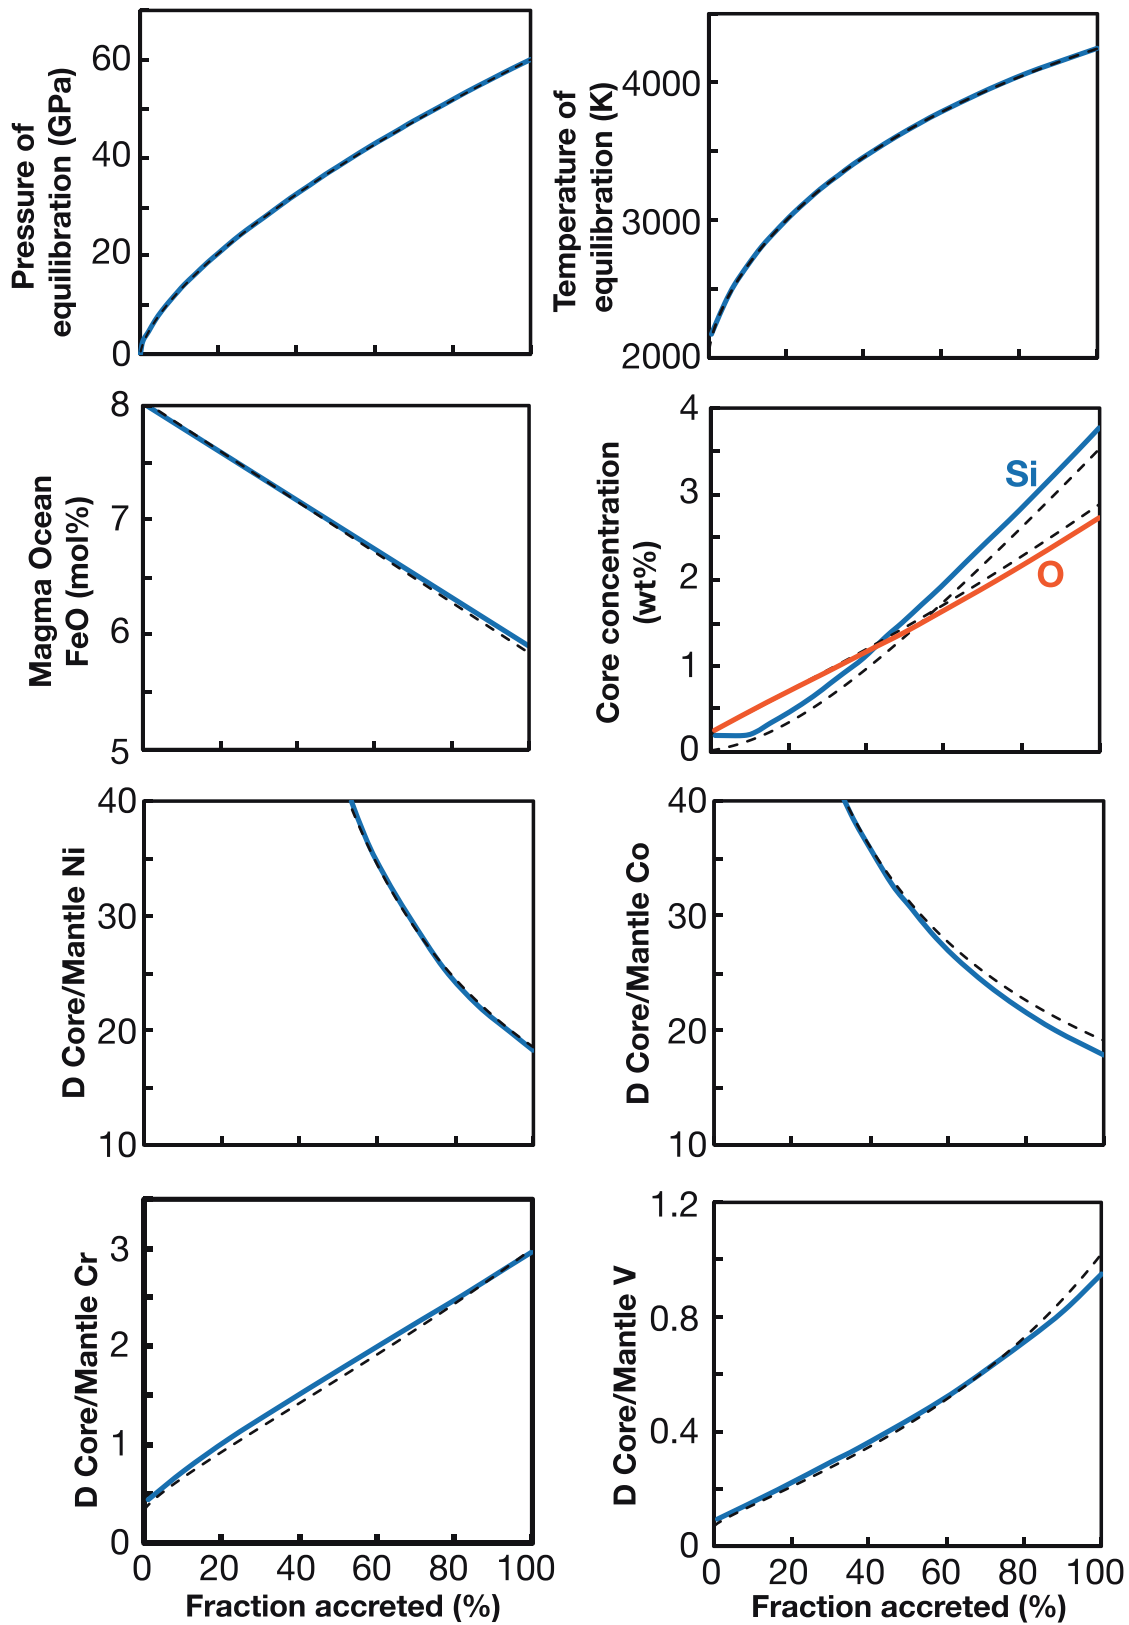 Pressure of
equilibration (GPa)
60
40
20
0
Temperature of
equilibration (K)
4000
3000
2000
Magma Ocean
FeO (mol%)
8
7
6
5
Core concentration
(wt%)
4
3
2
1
0
Si
O
D Core/Mantle Ni
40
30
20
10
D Core/Mantle Co
40
30
20
10
D Core/Mantle Cr
3
2
1
0
0 20 40 60 80 100
Fraction accreted (%)
D Core/Mantle V
1.2
0.8
0.4
0
0 20 40 60 80 100
Fraction accreted (%)